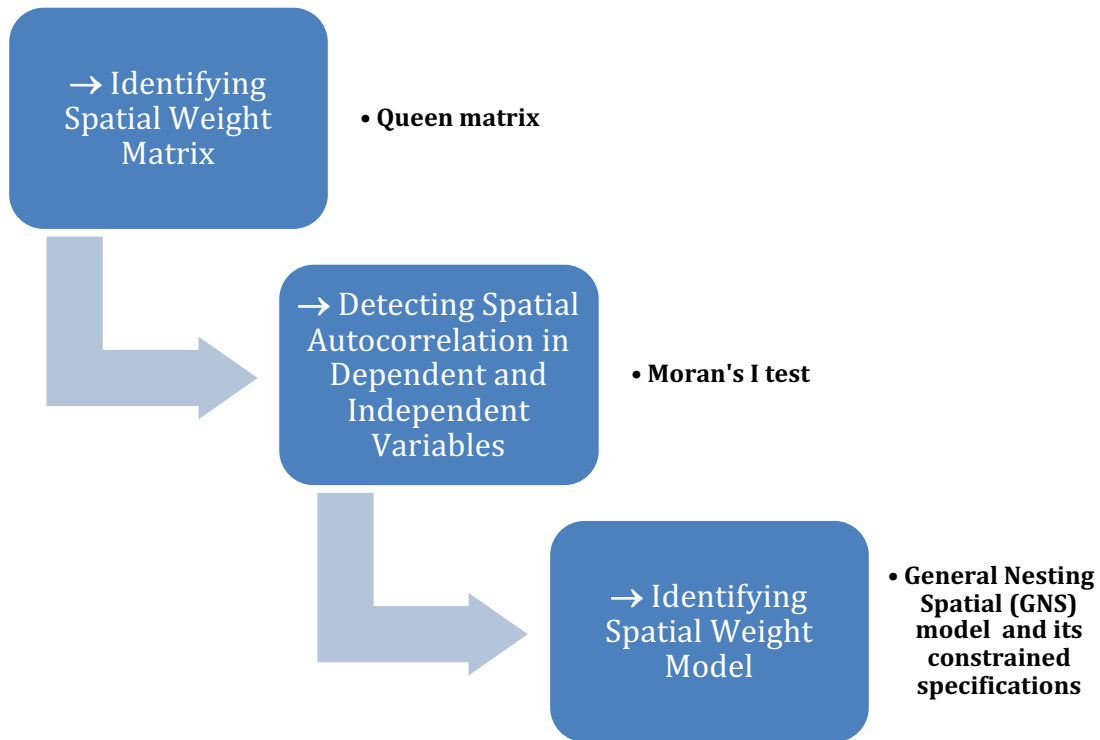 → Identifying
Spatial Weight
Matrix
• Queen matrix
→ Detecting Spatial
Autocorrelation in
Dependent and
Independent
Variables
• Moran's I test
→ Identifying
Spatial Weight
Model
• General Nesting
Spatial (GNS)
model and its
constrained
specifications